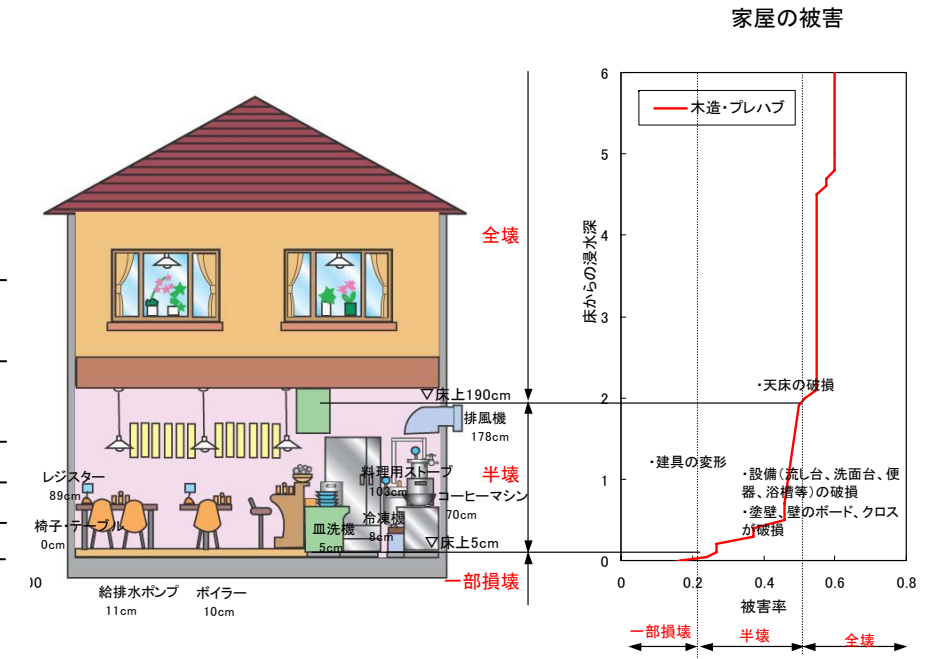 家屋の被害
6
木造・プレハブ
5
全壊
4
床からの浸水深
3
▽床上190cm
・天床の破損
2
排風機
178cm
レジスター
89cm
料理用ストーブ
103cm
半壊
・建具の変形
・設備(流し台、洗面台、便
器、浴槽等)の破損
・塗壁、壁のボード、クロス
が破損
1
コーヒーマシン
70cm
椅子・テーブル
0cm
皿洗機
5cm
冷凍機
8cm
▽床上5cm
0
一部損壊
0
0.2
0.4
0.6
0.8
給排水ポンプ
11cm
ボイラー
10cm
被害率
一部損壊
半壊
全壊